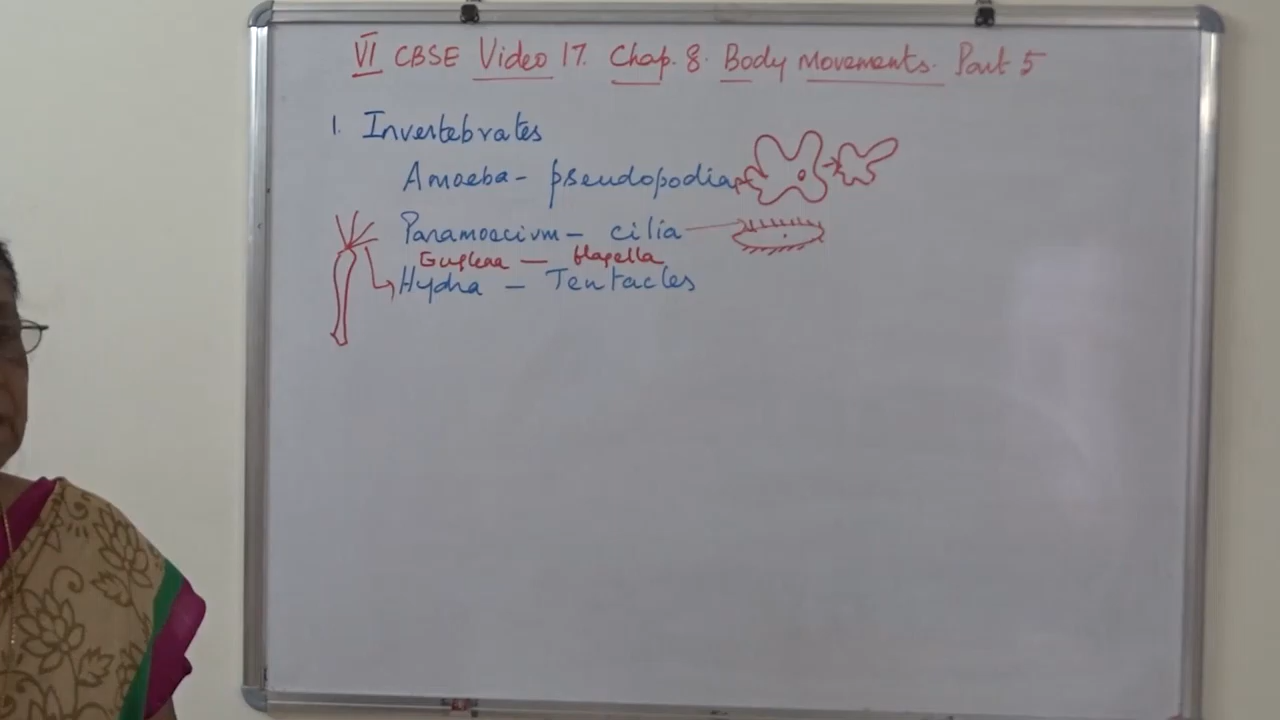 VI CBSE Video 17. Chap. 8. Body Movements. Part 5
1. Invertebrates
Amoeba - pseudopodia
Paramoecium - cilia
Euglena - flagella
Hydra - Tentacles